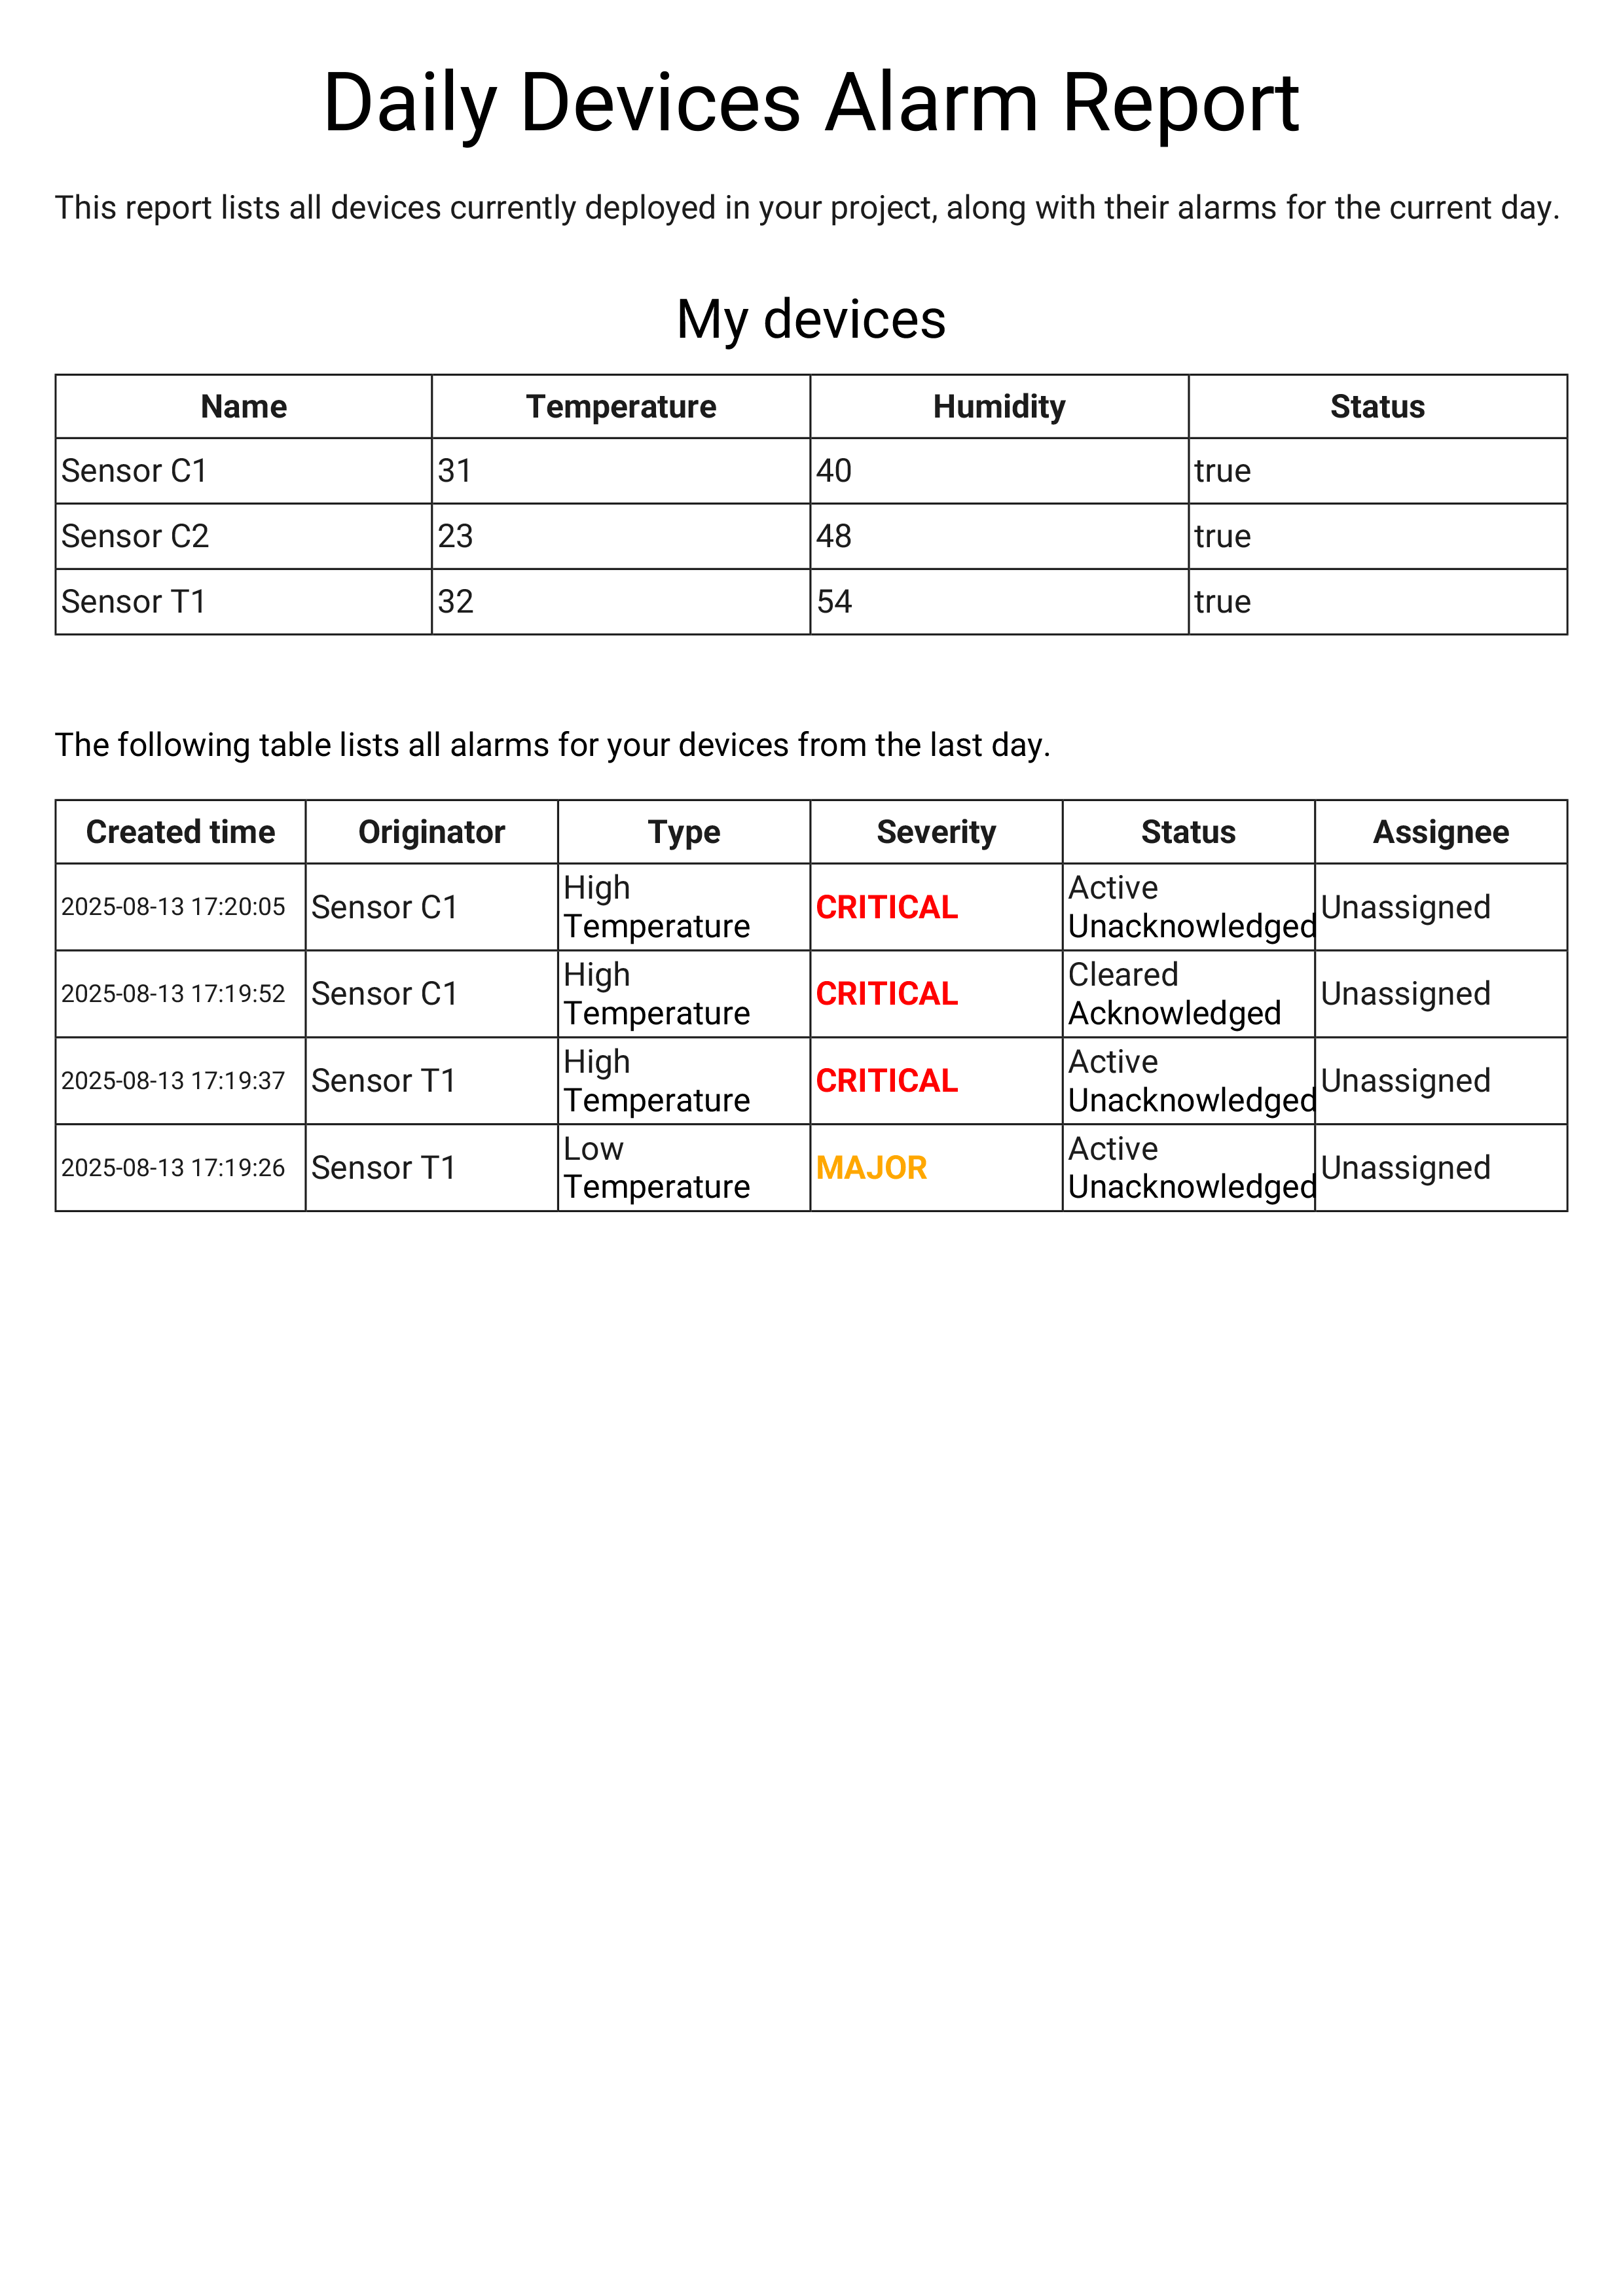 Daily Devices Alarm Report
This report lists all devices currently deployed in your project, along with their alarms for the current day.
My devices
Name Temperature Humidity Status
Sensor C1 31 40 true
Sensor C2 23 48 true
Sensor T1 32 54 true
The following table lists all alarms for your devices from the last day.
Created time Originator Type Severity Status Assignee
2025-08-13 17:20:05 Sensor C1 High Temperature CRITICAL Active Unacknowledged Unassigned
2025-08-13 17:19:52 Sensor C1 High Temperature CRITICAL Cleared Acknowledged Unassigned
2025-08-13 17:19:37 Sensor T1 High Temperature CRITICAL Active Unacknowledged Unassigned
2025-08-13 17:19:26 Sensor T1 Low Temperature MAJOR Active Unacknowledged Unassigned